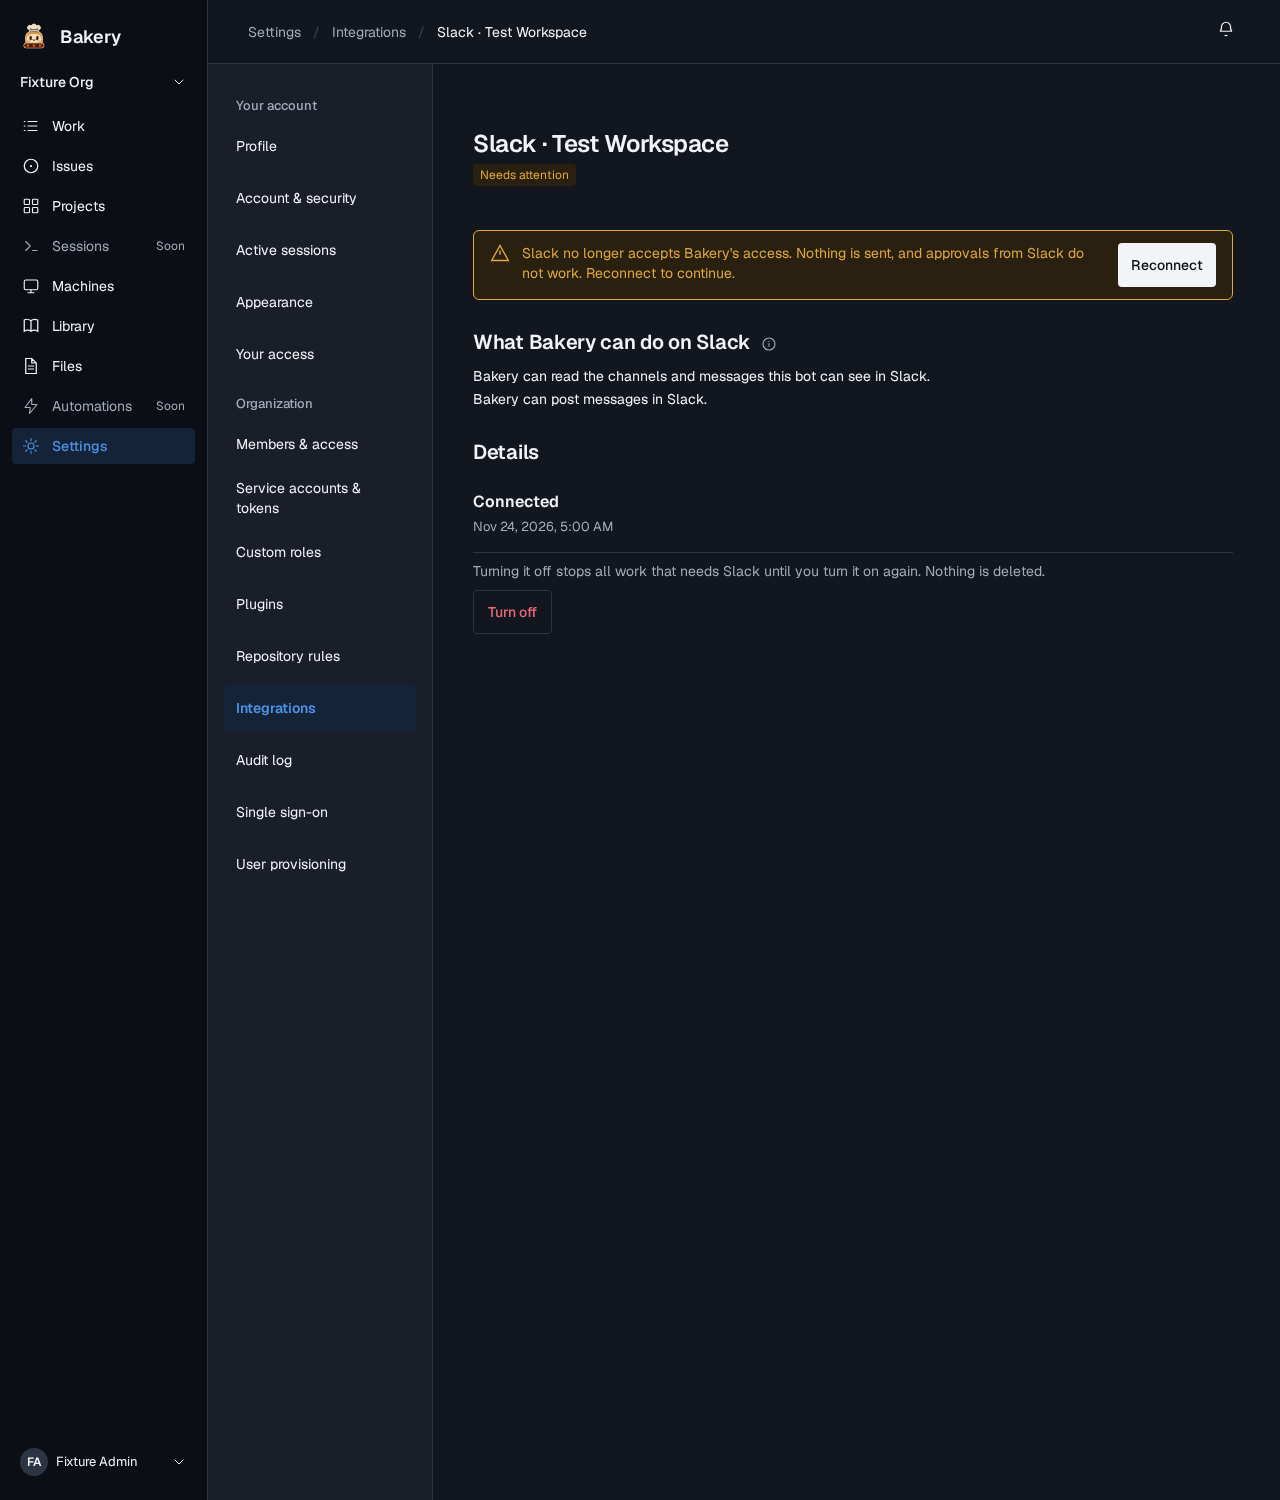 Bakery
Fixture Org
Work
Issues
Projects
Sessions Soon
Machines
Library
Files
Automations Soon
Settings
FA Fixture Admin
Settings / Integrations / Slack · Test Workspace
Your account
Profile
Account & security
Active sessions
Appearance
Your access
Organization
Members & access
Service accounts &
tokens
Custom roles
Plugins
Repository rules
Integrations
Audit log
Single sign-on
User provisioning
Slack · Test Workspace
Needs attention
Slack no longer accepts Bakery's access. Nothing is sent, and approvals from Slack do
not work. Reconnect to continue.
Reconnect
What Bakery can do on Slack
Bakery can read the channels and messages this bot can see in Slack.
Bakery can post messages in Slack.
Details
Connected
Nov 24, 2026, 5:00 AM
Turning it off stops all work that needs Slack until you turn it on again. Nothing is deleted.
Turn off